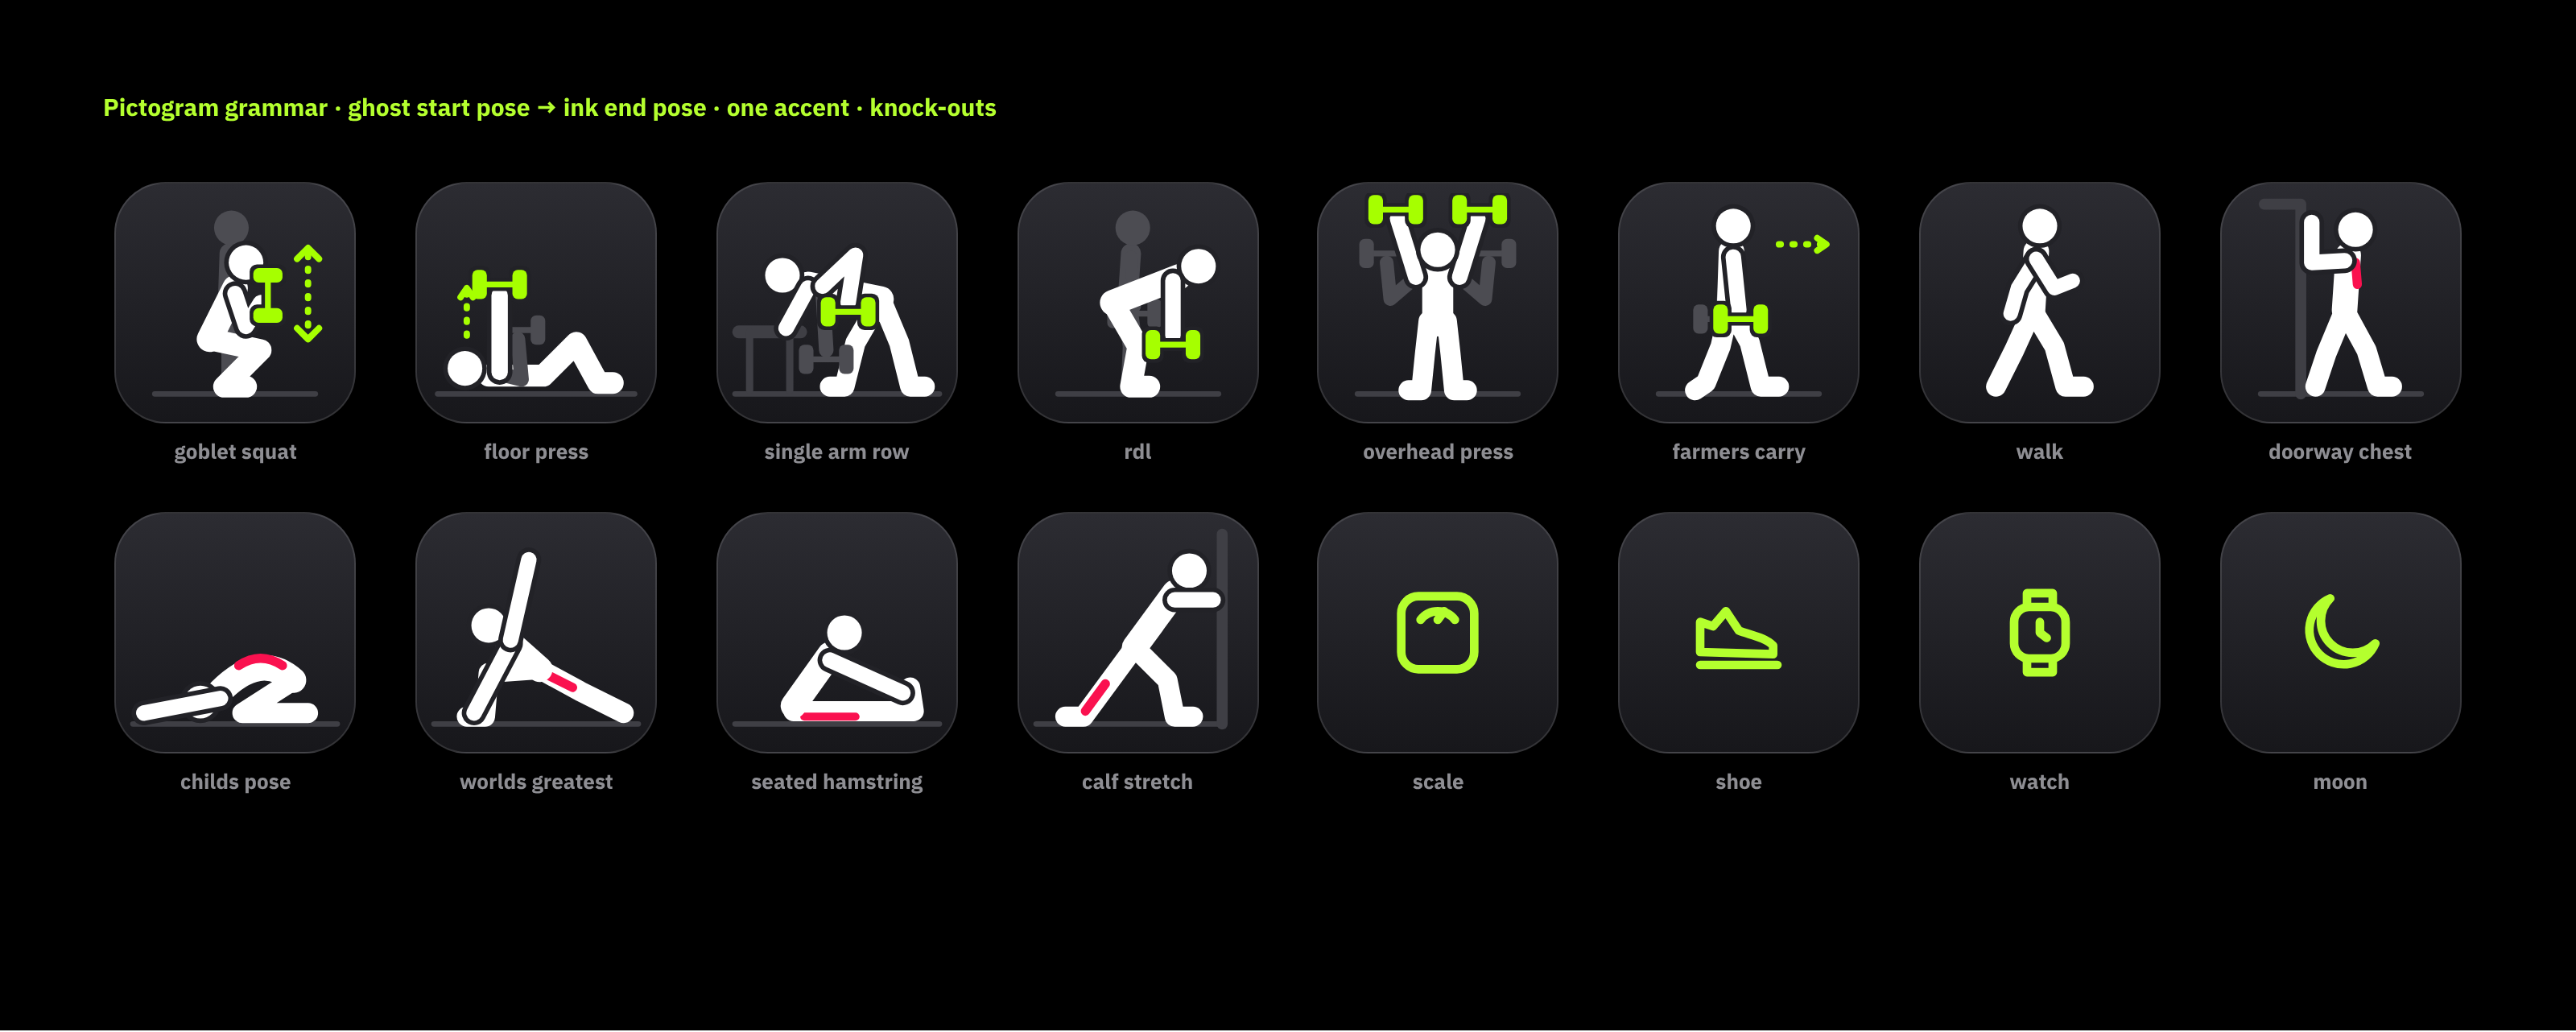 Pictogram grammar · ghost start pose → ink end pose · one accent · knock-outs
goblet squat
floor press
single arm row
rdl
overhead press
farmers carry
walk
doorway chest
childs pose
worlds greatest
seated hamstring
calf stretch
scale
shoe
watch
moon